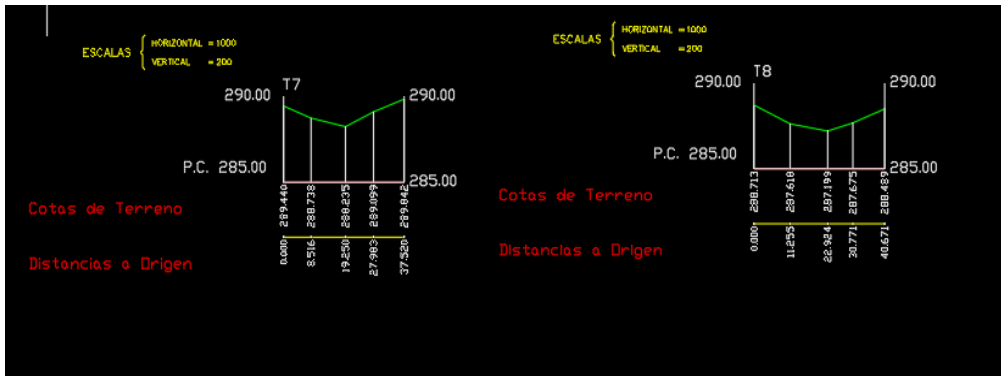 ESCALAS
HORIZONTAL = 1000
VERTICAL = 200
T7
290.00
290.00
P.C. 285.00
285.00
Cotas de Terreno
289.440
288.738
288.235
289.099
289.842
Distancias a Origen
0.000
8.516
19.250
27.983
37.520
ESCALAS
HORIZONTAL = 1000
VERTICAL = 200
T8
290.00
290.00
P.C. 285.00
285.00
Cotas de Terreno
288.713
287.618
287.199
287.675
288.489
Distancias a Origen
0.000
11.255
22.924
30.771
40.671